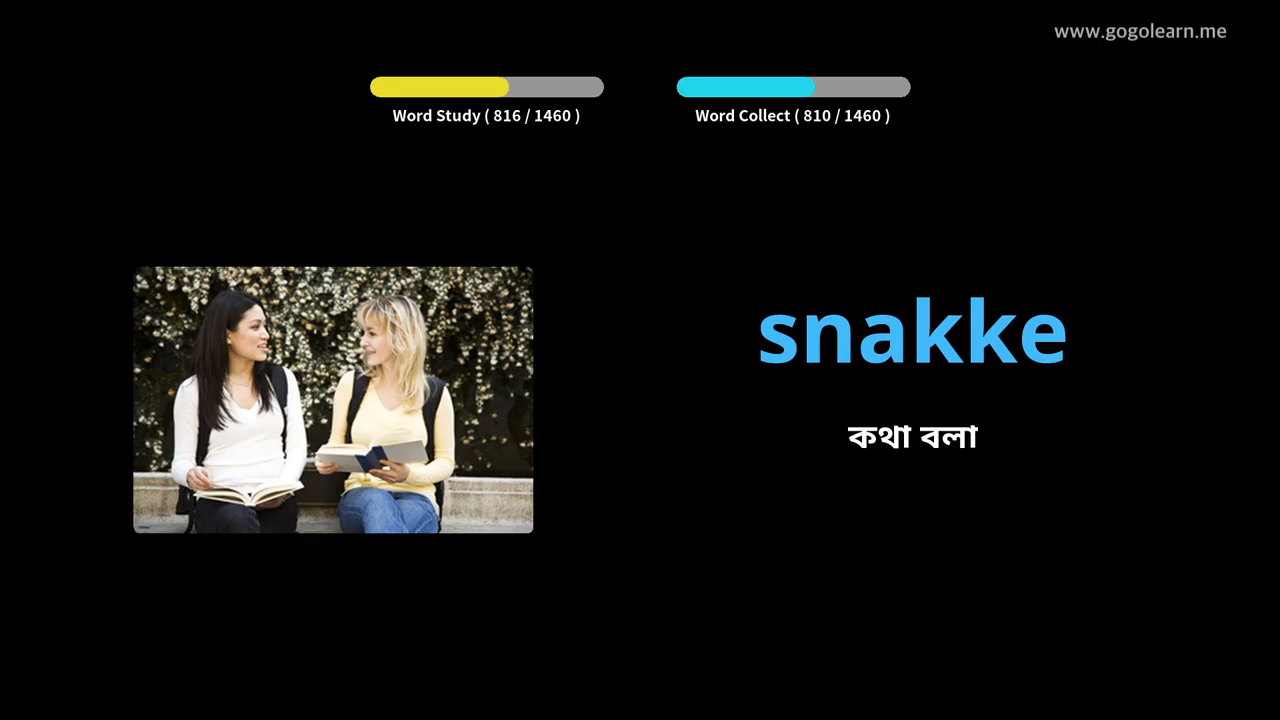 www.gogolearn.me
Word Study ( 816 / 1460 )
Word Collect ( 810 / 1460 )
snakke
কথা বলা